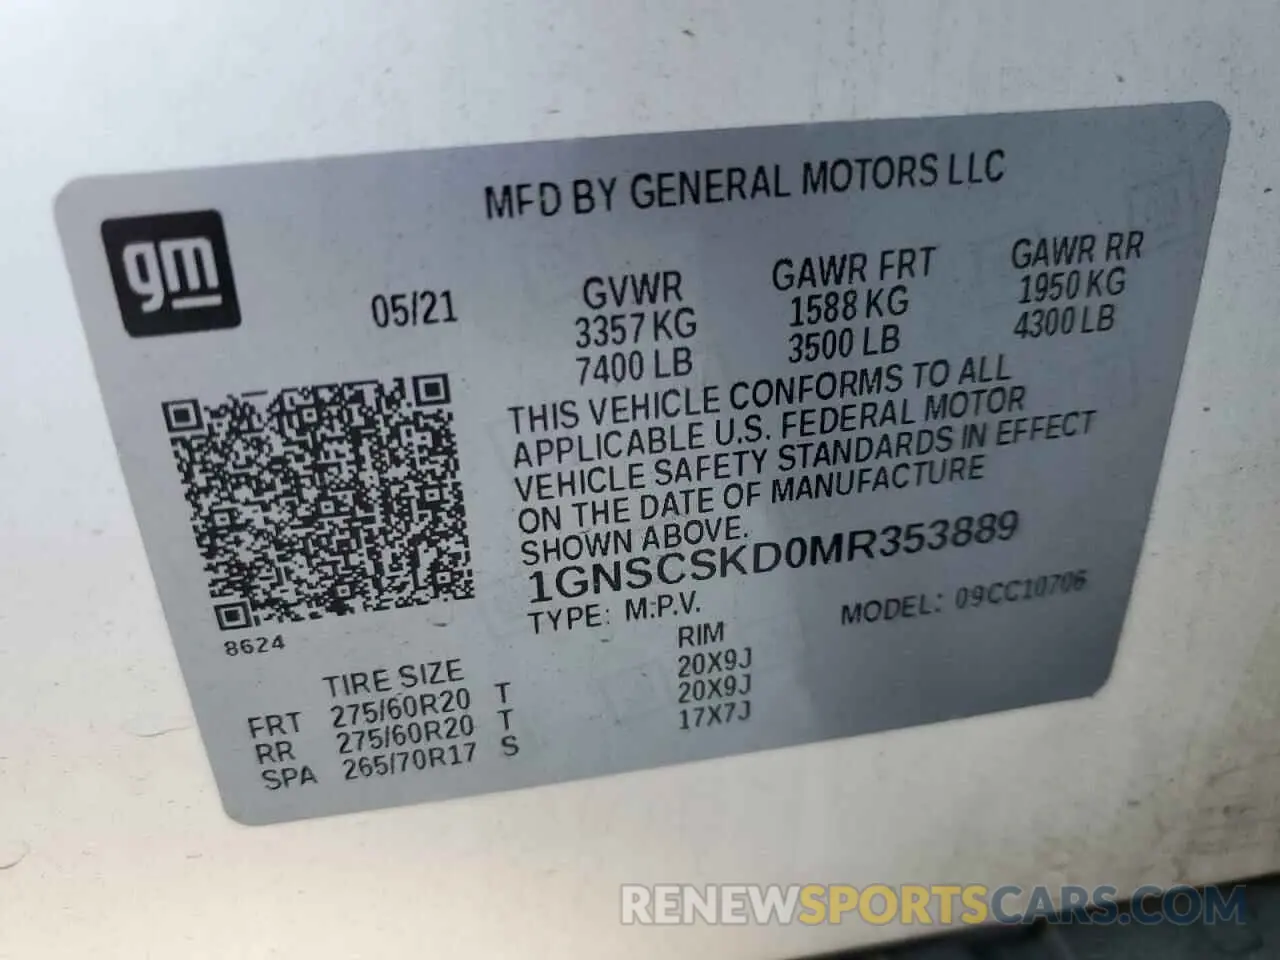 MFD BY GENERAL MOTORS LLC
gm
05/21
GVWR
3357 KG
7400 LB
GAWR FRT
1588 KG
3500 LB
GAWR RR
1950 KG
4300 LB
THIS VEHICLE CONFORMS TO ALL
APPLICABLE U.S. FEDERAL MOTOR
VEHICLE SAFETY STANDARDS IN EFFECT
ON THE DATE OF MANUFACTURE
SHOWN ABOVE.
1GNSCSKD0MR353889
TYPE: M.P.V.
MODEL: 09CC10706
8624
TIRE SIZE RIM
FRT 275/60R20 T 20X9J
RR 275/60R20 T 20X9J
SPA 265/70R17 S 17X7J
RENEWSPORTSCARS.COM